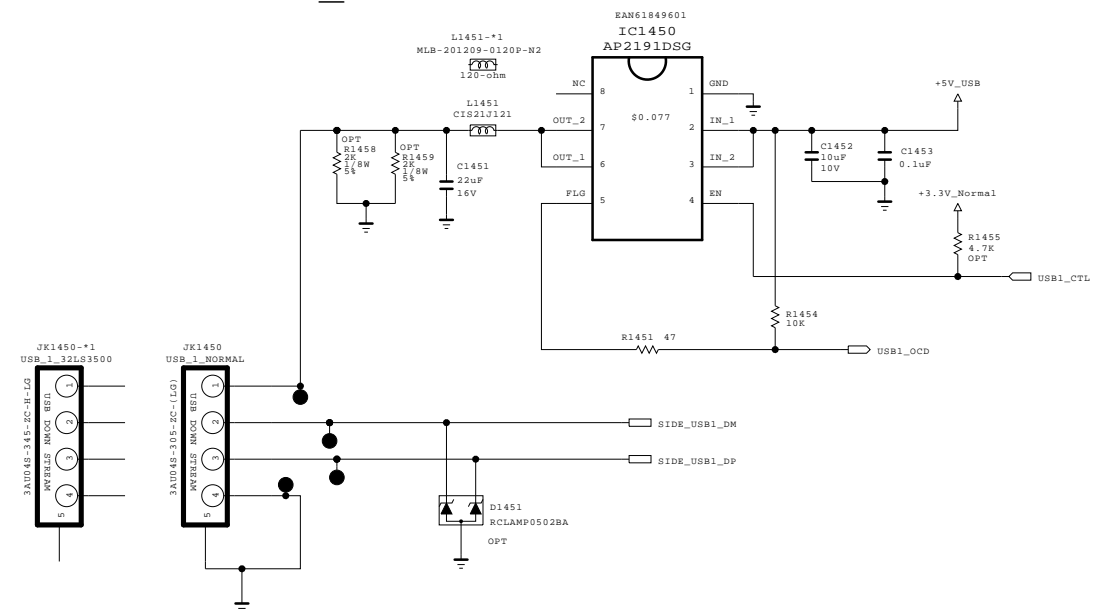 EAN61849601
IC1450
AP2191DSG
L1451-*1
MLB-201209-0120P-N2
120-ohm
L1451
CIS21J121
NC
8
1
GND
$0.077
OUT_2
7
2
IN_1
OUT_1
6
3
IN_2
FLG
5
4
EN
+5V_USB
OPT
R1458
2K
1/8W
5%
OPT
R1459
2K
1/8W
5%
C1451
22uF
16V
C1452
10uF
10V
C1453
0.1uF
+3.3V_Normal
R1455
4.7K
OPT
USB1_CTL
R1454
10K
R1451 47
USB1_OCD
JK1450-*1
USB_1_32LS3500
3AU04S-345-ZC-H-LG
USB DOWN STREAM
1
2
3
4
5
JK1450
USB_1_NORMAL
3AU04S-305-ZC-(LG)
USB DOWN STREAM
1
2
3
4
5
SIDE_USB1_DM
SIDE_USB1_DP
D1451
RCLAMP0502BA
OPT